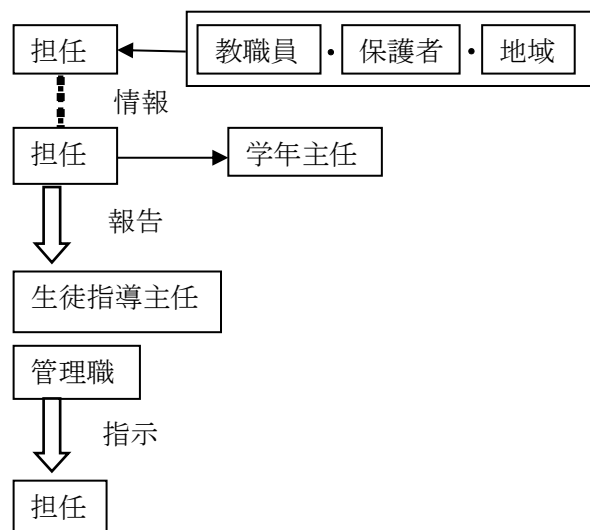 担任 教職員・保護者・地域
情報
担任 学年主任
報告
生徒指導主任
管理職
指示
担任